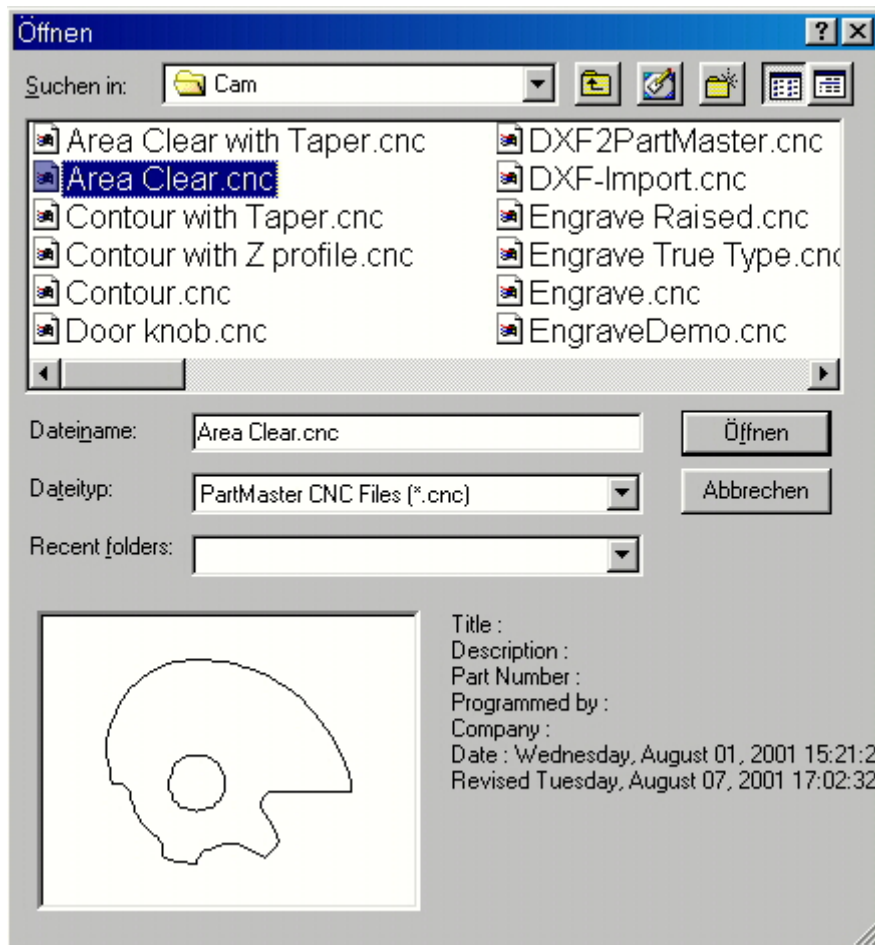 Öffnen
Suchen in: Cam
Area Clear with Taper.cnc
Area Clear.cnc
Contour with Taper.cnc
Contour with Z profile.cnc
Contour.cnc
Door knob.cnc
DXF2PartMaster.cnc
DXF-Import.cnc
Engrave Raised.cnc
Engrave True Type.cnc
Engrave.cnc
EngraveDemo.cnc
Dateiname: Area Clear.cnc Öffnen
Dateityp: PartMaster CNC Files (*.cnc) Abbrechen
Recent folders:
Title :
Description :
Part Number :
Programmed by :
Company :
Date : Wednesday, August 01, 2001 15:21:2
Revised Tuesday, August 07, 2001 17:02:32